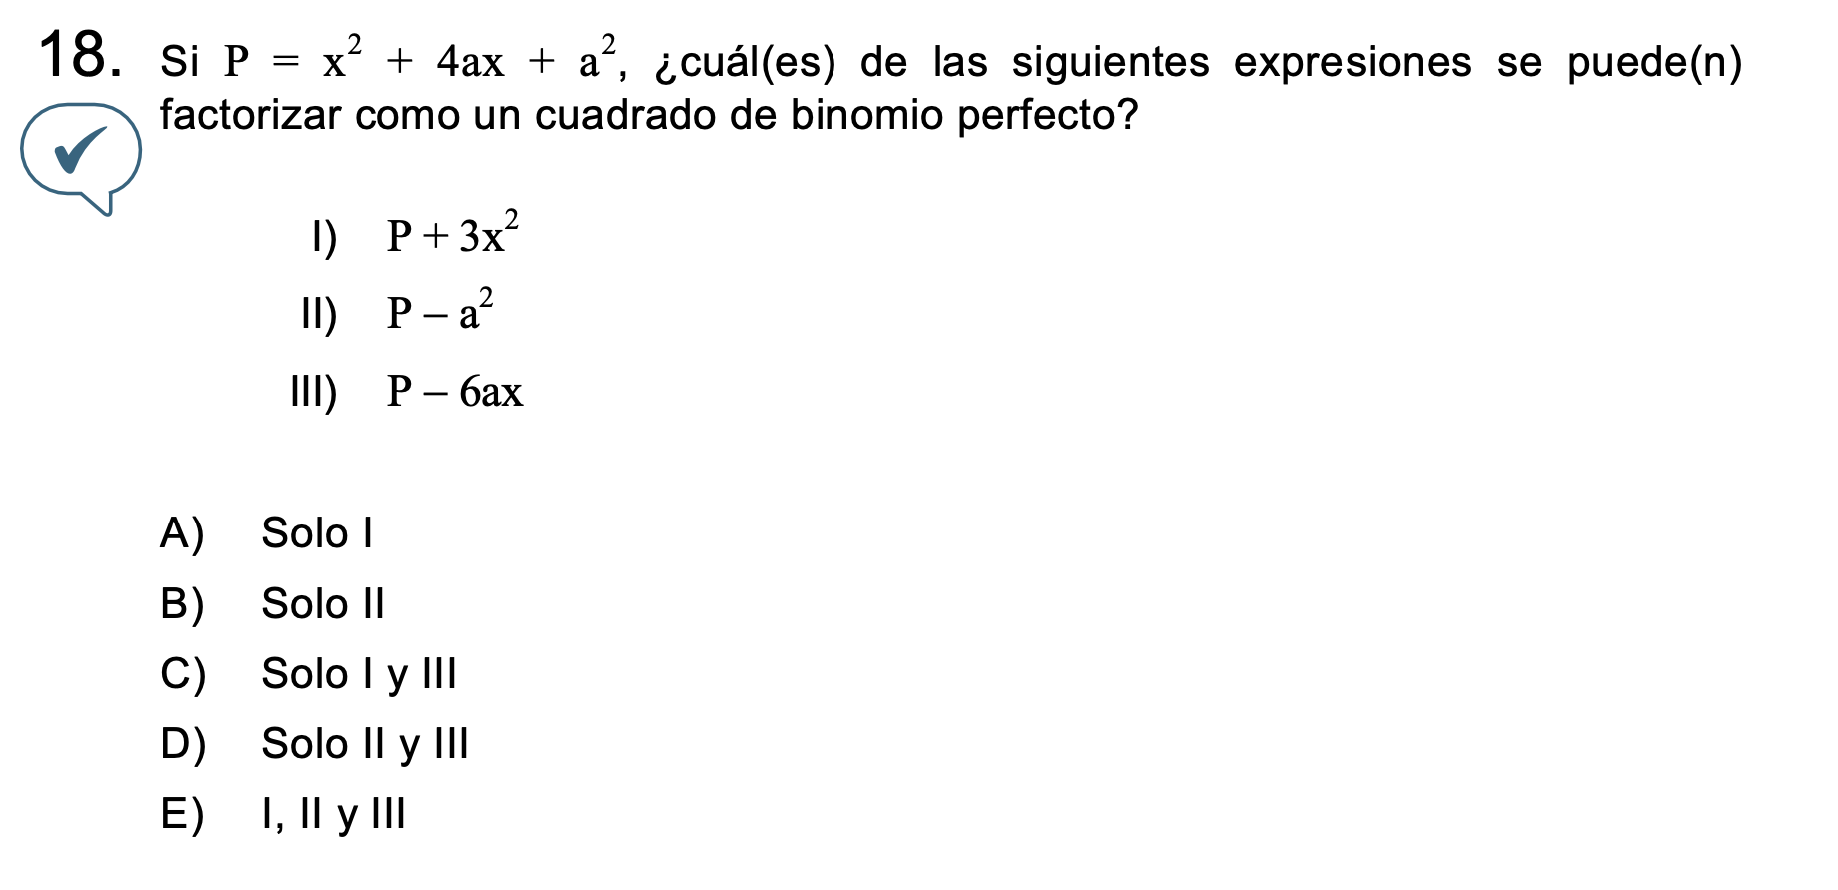 18. Si P = x² + 4ax + a², ¿cuál(es) de las siguientes expresiones se puede(n)
factorizar como un cuadrado de binomio perfecto?
I) P + 3x²
II) P – a²
III) P – 6ax
A) Solo I
B) Solo II
C) Solo I y III
D) Solo II y III
E) I, II y III